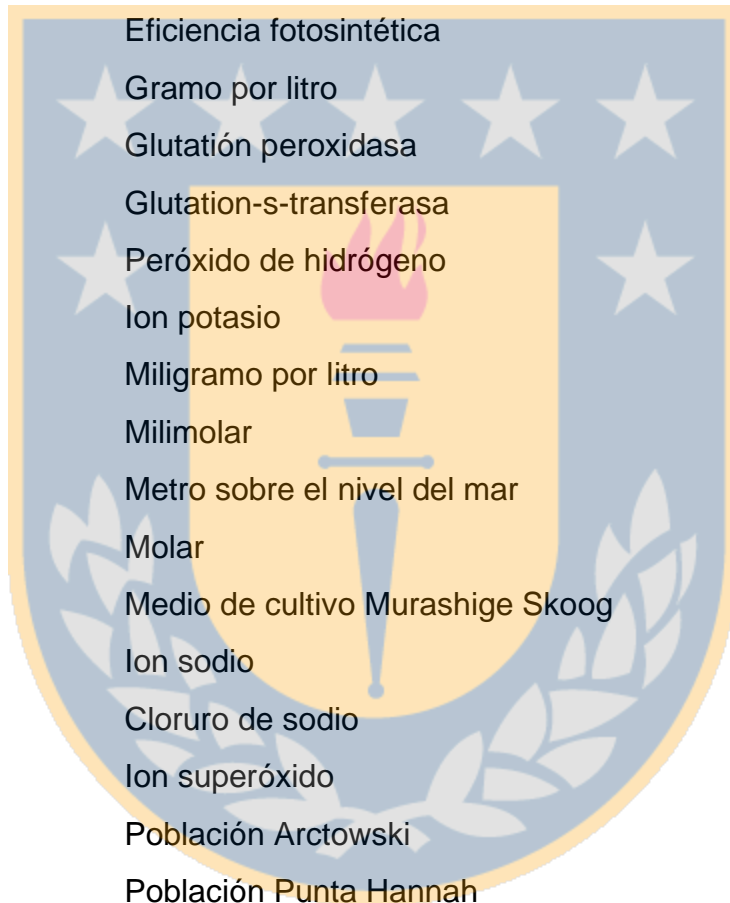 Eficiencia fotosintética
Gramo por litro
Glutatión peroxidasa
Glutation-s-transferasa
Peróxido de hidrógeno
Ion potasio
Miligramo por litro
Milimolar
Metro sobre el nivel del mar
Molar
Medio de cultivo Murashige Skoog
Ion sodio
Cloruro de sodio
Ion superóxido
Población Arctowski
Población Punta Hannah